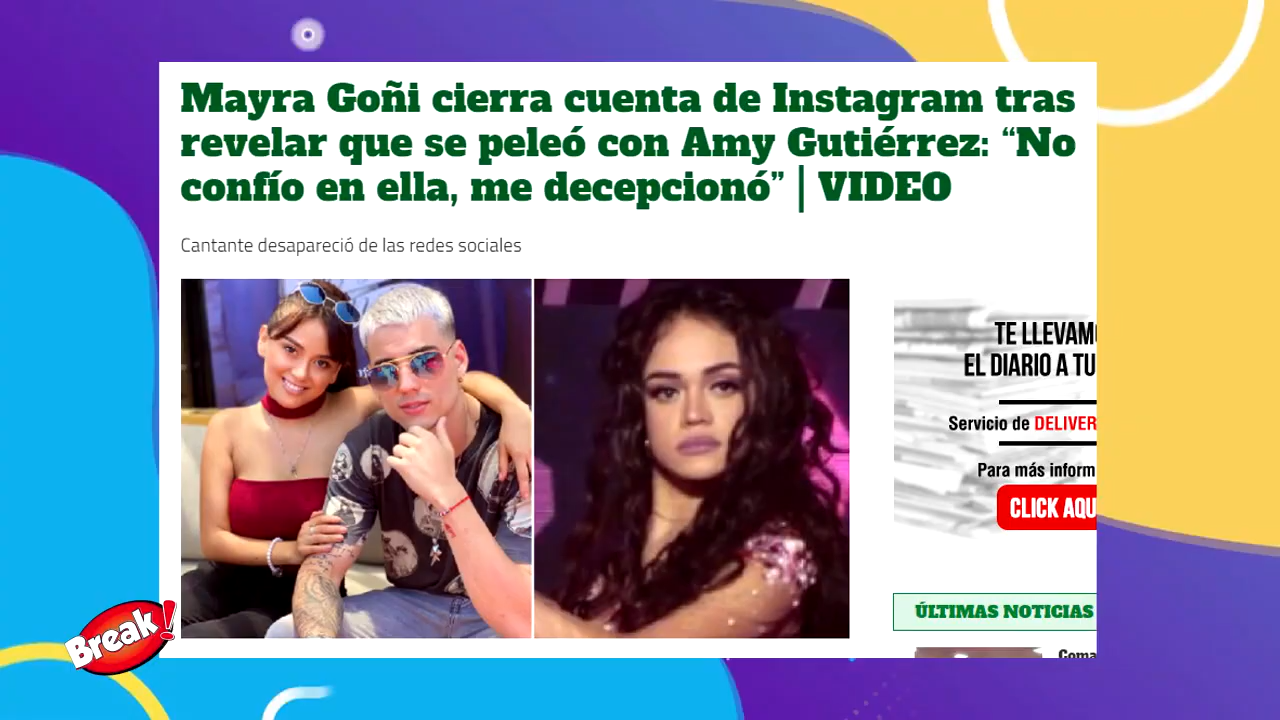 Mayra Goñi cierra cuenta de Instagram tras
revelar que se peleó con Amy Gutiérrez: “No
confío en ella, me decepcionó” | VIDEO
Cantante desapareció de las redes sociales
TE LLEVAMO
EL DIARIO A TU
Servicio de DELIVER
Para más inform
CLICK AQU
ÚLTIMAS NOTICIAS
Coma
Break!